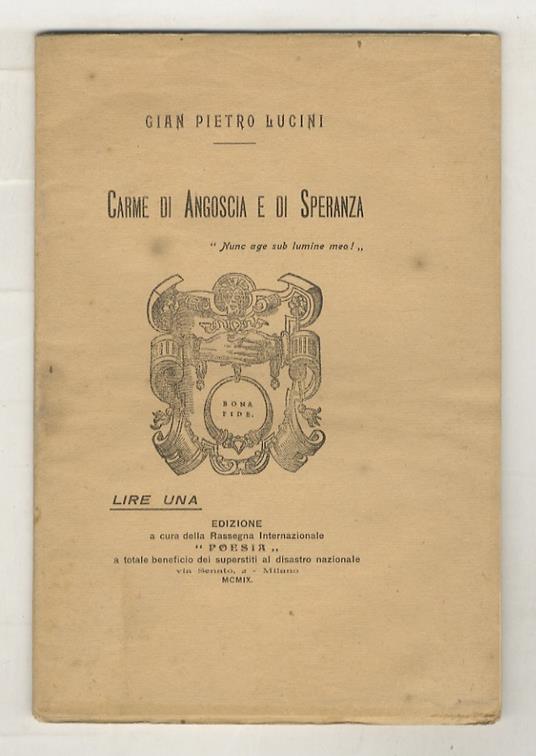 GIAN PIETRO LUCINI
CARME DI ANGOSCIA E DI SPERANZA
“ Nunc age sub lumine meo! „
BONA
FIDE.
LIRE UNA
EDIZIONE
a cura della Rassegna Internazionale
“ POESIA „
a totale beneficio dei superstiti al disastro nazionale
via Senato, 2 - Milano
MCMIX.